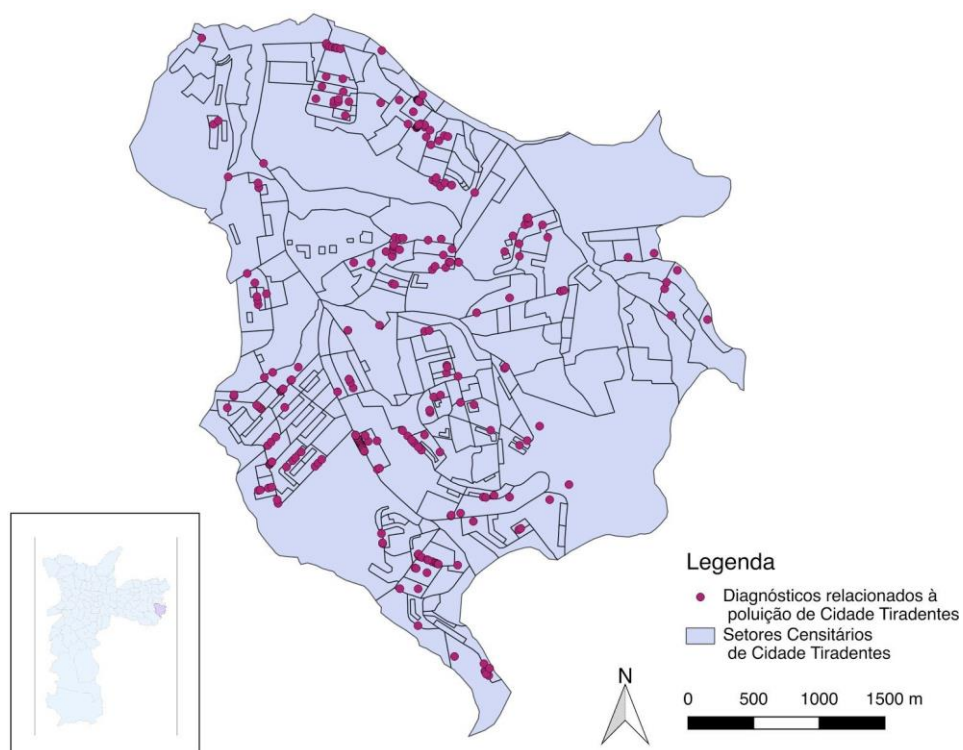 Legenda
Diagnósticos relacionados à
poluição de Cidade Tiradentes
Setores Censitários
de Cidade Tiradentes
N
0 500 1000 1500 m